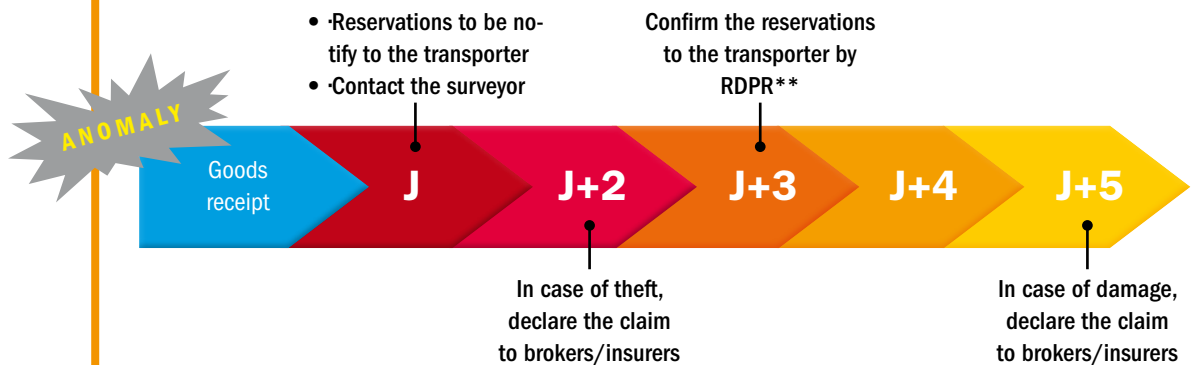 • ·Reservations to be no-
tify to the transporter
• ·Contact the surveyor
Confirm the reservations
to the transporter by
RDPR**
ANOMALY
Goods
receipt
J
J+2
J+3
J+4
J+5
In case of theft,
declare the claim
to brokers/insurers
In case of damage,
declare the claim
to brokers/insurers